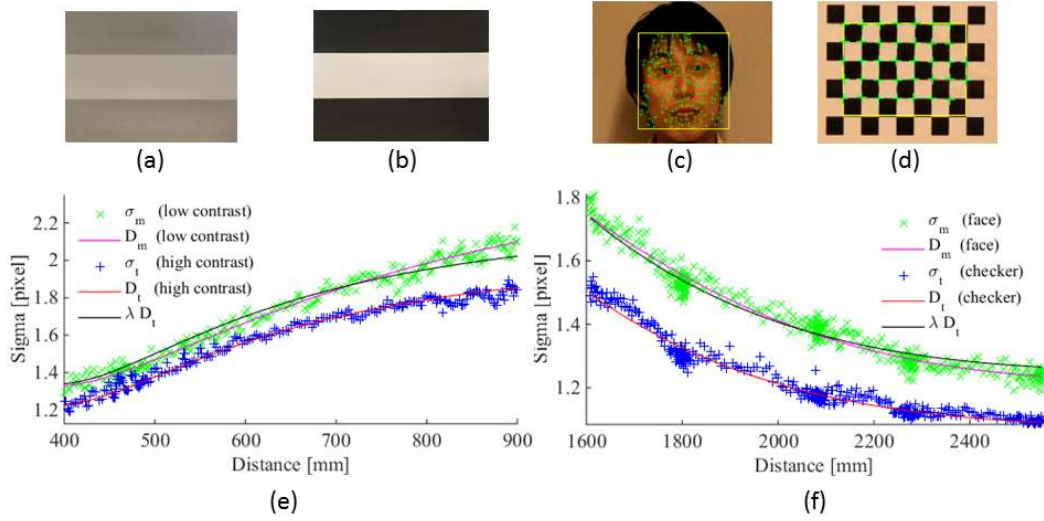 (a)
(b)
(c)
(d)
σm (low contrast)
Dm (low contrast)
σt (high contrast)
Dt (high contrast)
λ Dt
Sigma [pixel]
2.2
2
1.8
1.6
1.4
1.2
400
500
600
700
800
900
Distance [mm]
(e)
σm (face)
Dm (face)
σt (checker)
Dt (checker)
λ Dt
Sigma [pixel]
1.8
1.6
1.4
1.2
1600
1800
2000
2200
2400
Distance [mm]
(f)